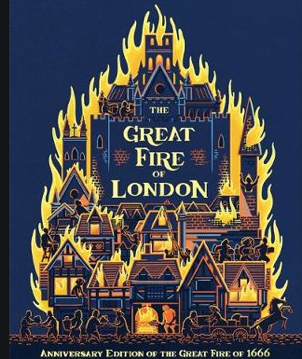 THE
GREAT
FIRE
OF
LONDON
ANNIVERSARY EDITION OF THE GREAT FIRE OF 1666